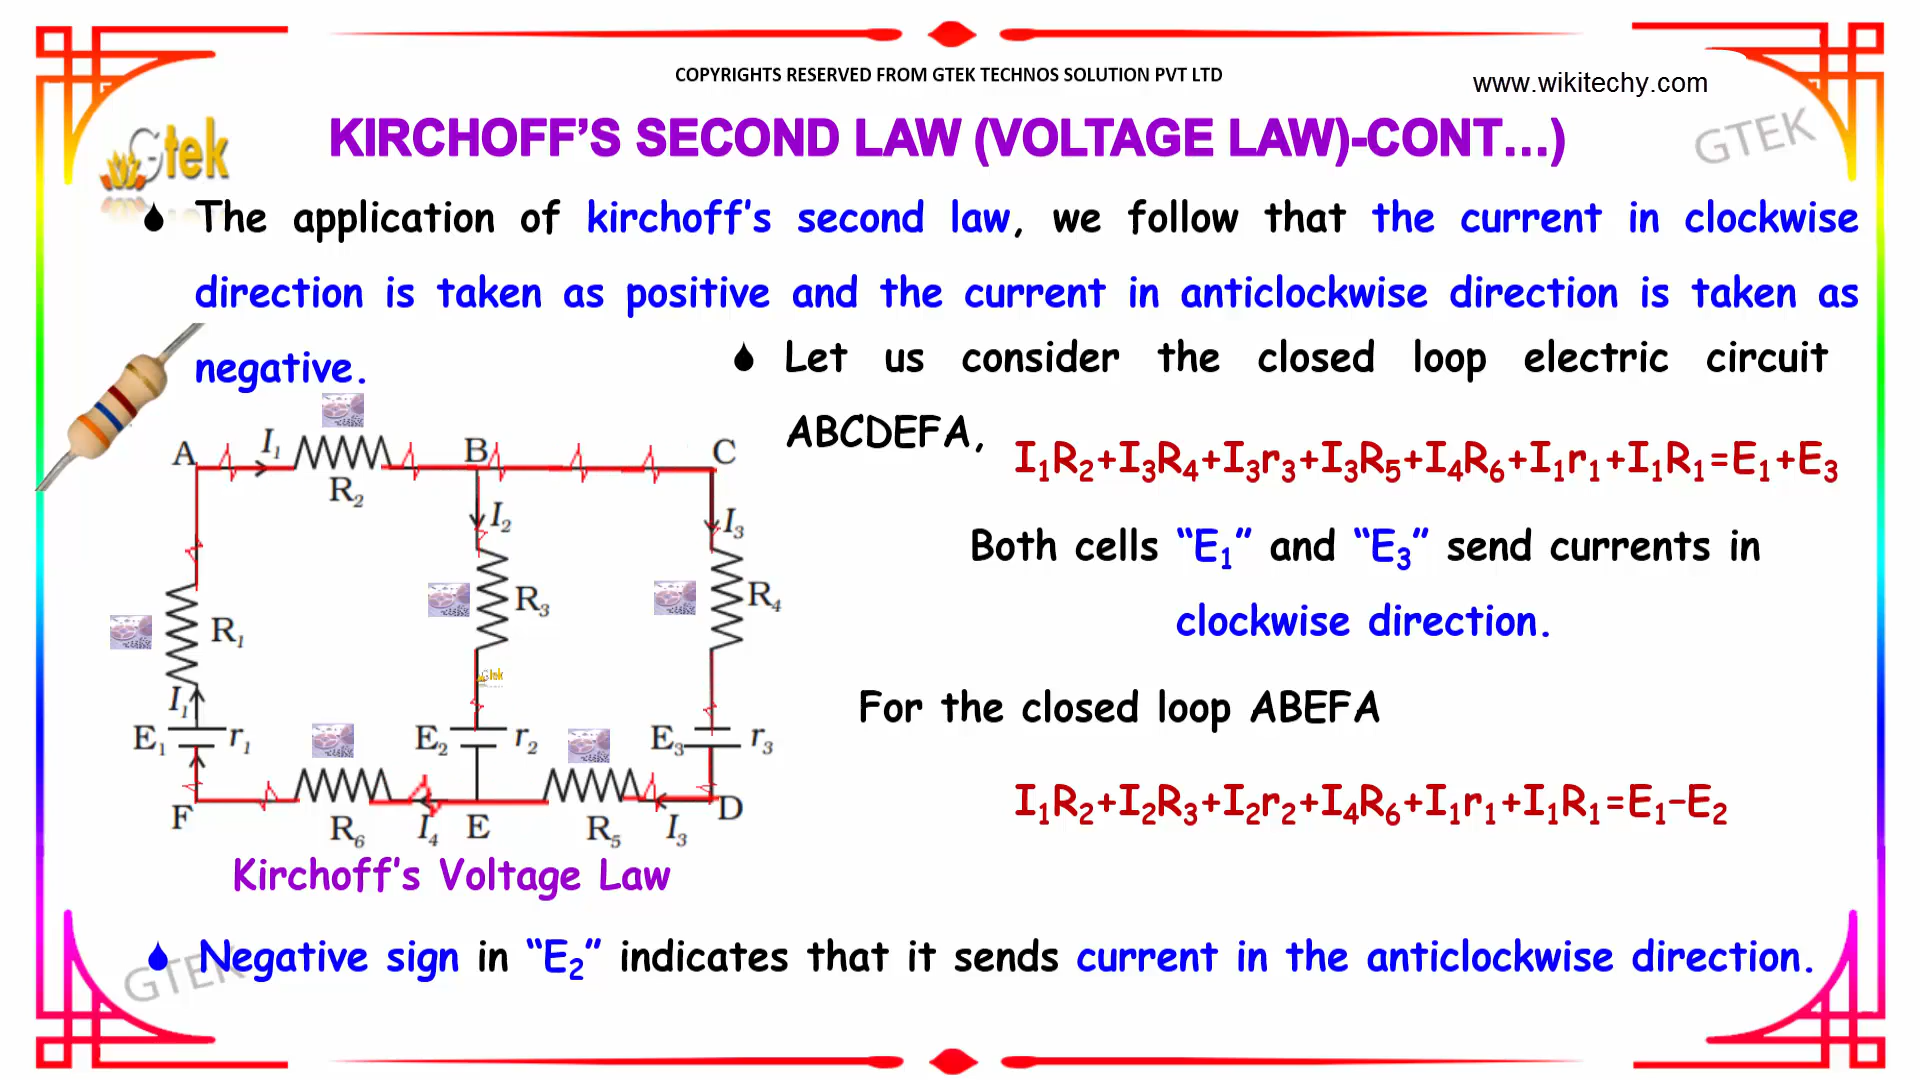 COPYRIGHTS RESERVED FROM GTEK TECHNOS SOLUTION PVT LTD
www.wikitechy.com
Gtek
KIRCHOFF’S SECOND LAW (VOLTAGE LAW)-CONT...)
GTEK
The application of kirchoff’s second law, we follow that the current in clockwise
direction is taken as positive and the current in anticlockwise direction is taken as
negative.
Let us consider the closed loop electric circuit
ABCDEFA,
I₁R₂+I₃R₄+I₃r₃+I₃R₅+I₄R₆+I₁r₁+I₁R₁=E₁+E₃
Both cells “E₁” and “E₃” send currents in
clockwise direction.
For the closed loop ABEFA
I₁R₂+I₂R₃+I₂r₂+I₄R₆+I₁r₁+I₁R₁=E₁–E₂
A I₁ B C
R₂
I₂ I₃
R₃ R₄
R₁
Gtek
I₁
E₁ r₁ E₂ r₂ E₃ r₃
F R₆ I₄ E R₅ I₃ D
Kirchoff’s Voltage Law
Negative sign in “E₂” indicates that it sends current in the anticlockwise direction.
GTEK